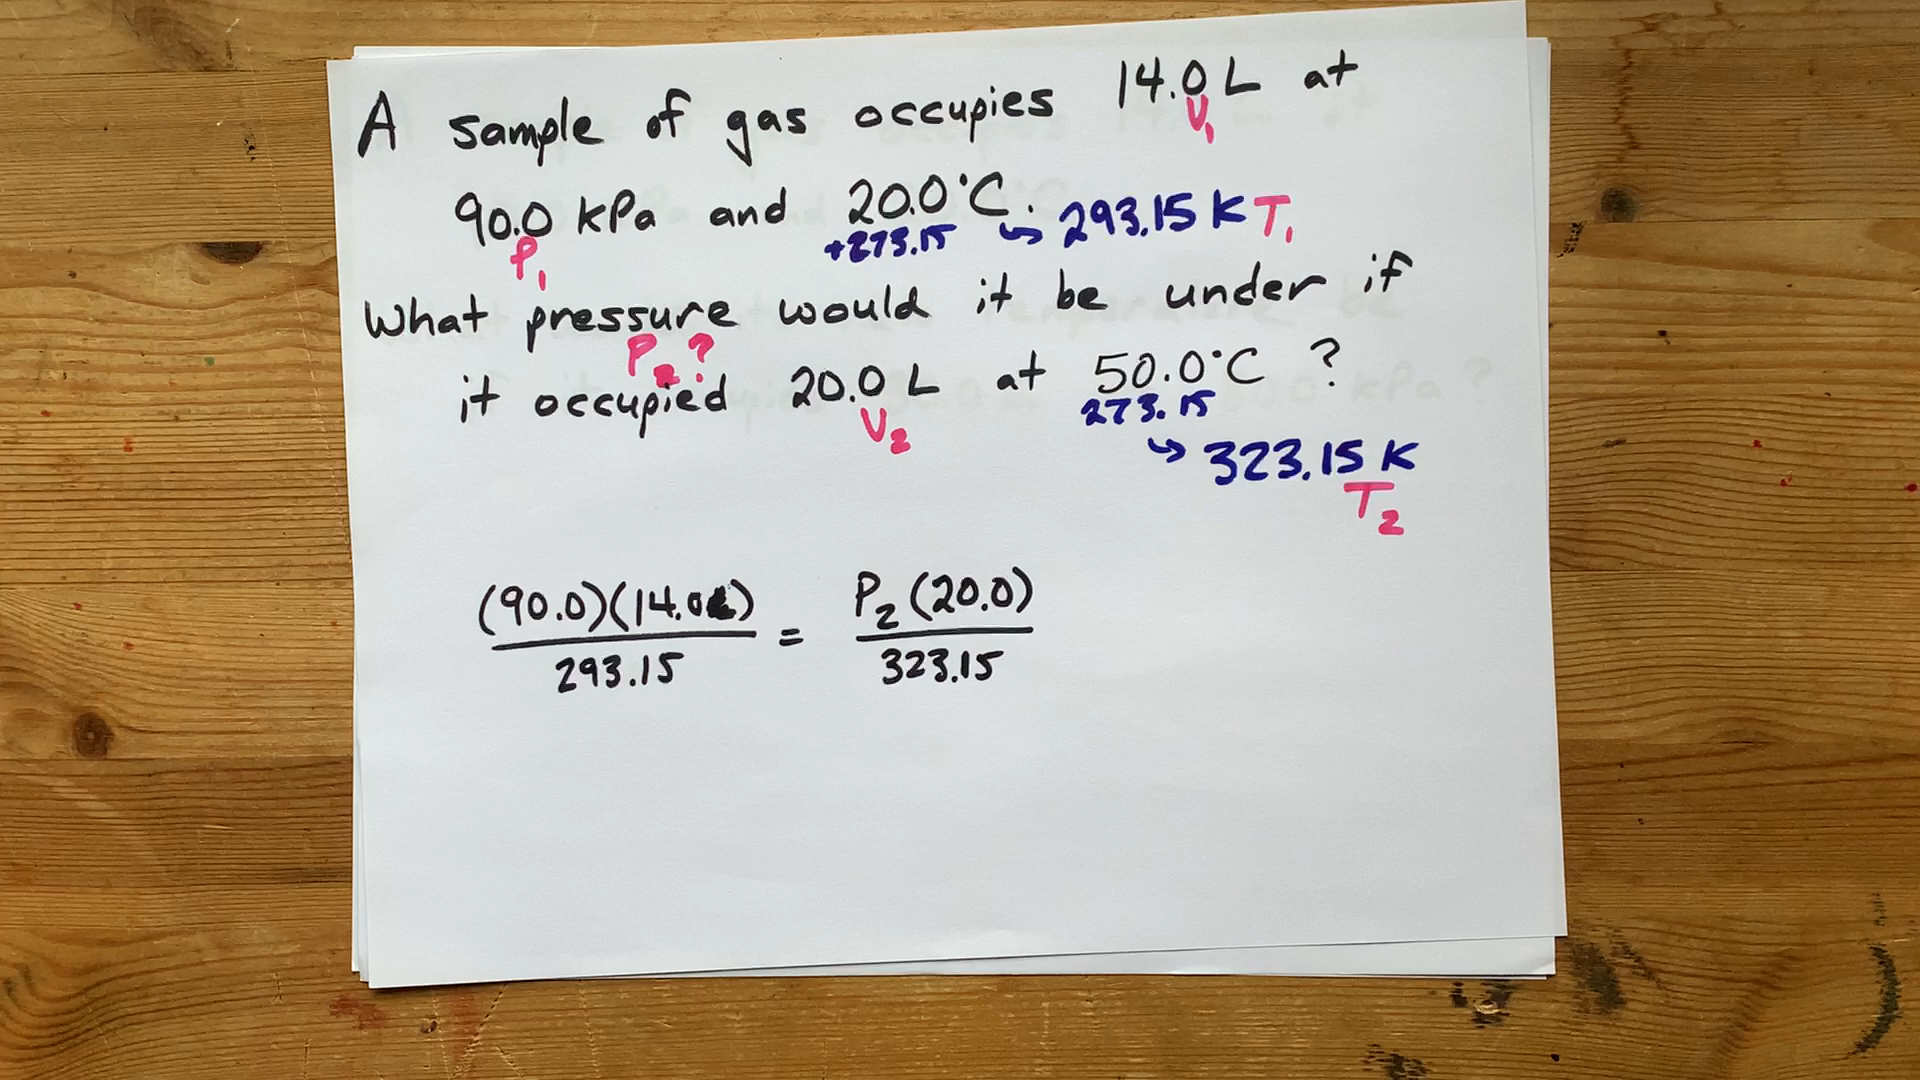 A sample of gas occupies 14.0 L at
V1
90.0 kPa and 20.0°C. ↪ 293.15 K T1
P1 +273.15
What pressure would it be under if
P2?
it occupied 20.0 L at 50.0°C ?
V2 273.15
↪ 323.15 K
T2
(90.0)(14.0) = P2 (20.0)
293.15 323.15